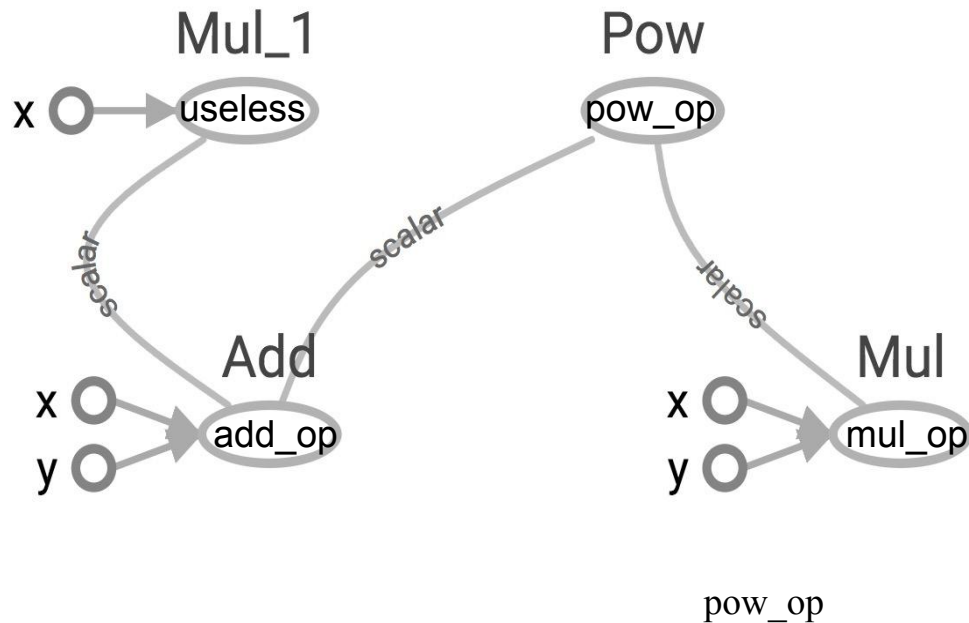 Mul_1
Pow
x
useless
pow_op
scalar
scalar
scalar
Add
Mul
x
y
add_op
x
y
mul_op
pow_op